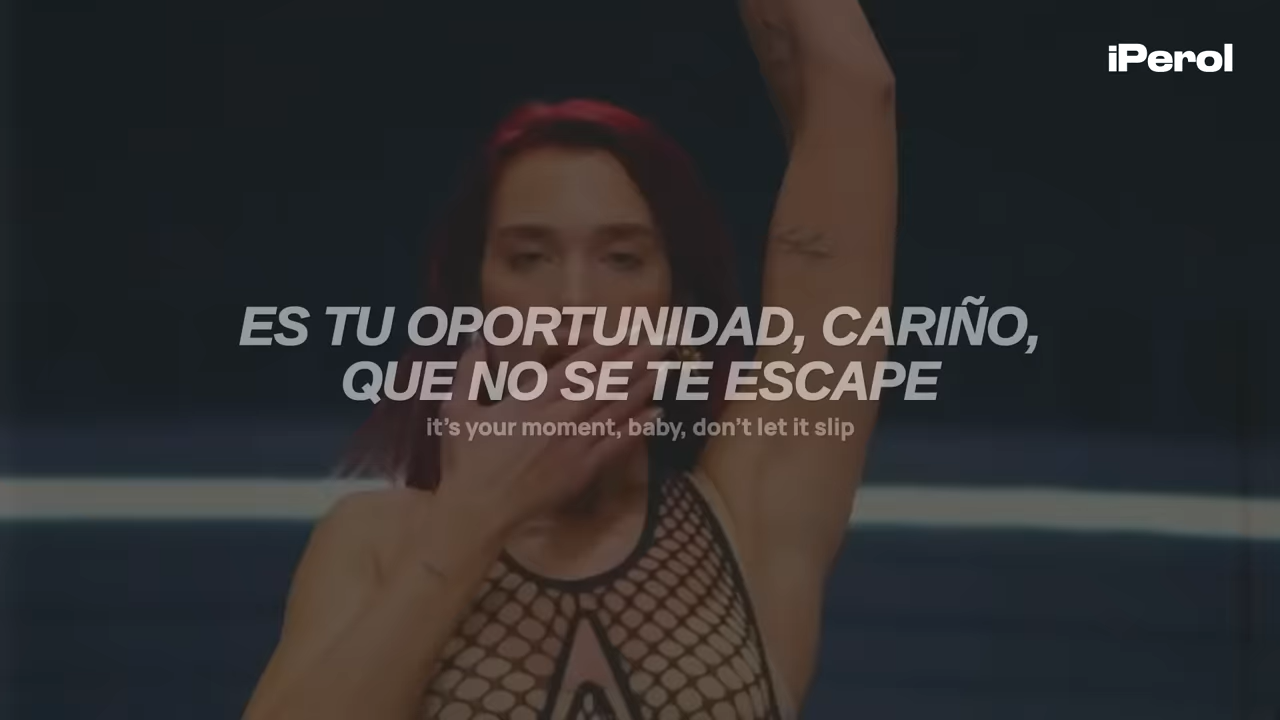 iPerol
ES TU OPORTUNIDAD, CARIÑO,
QUE NO SE TE ESCAPE
it's your moment, baby, don't let it slip